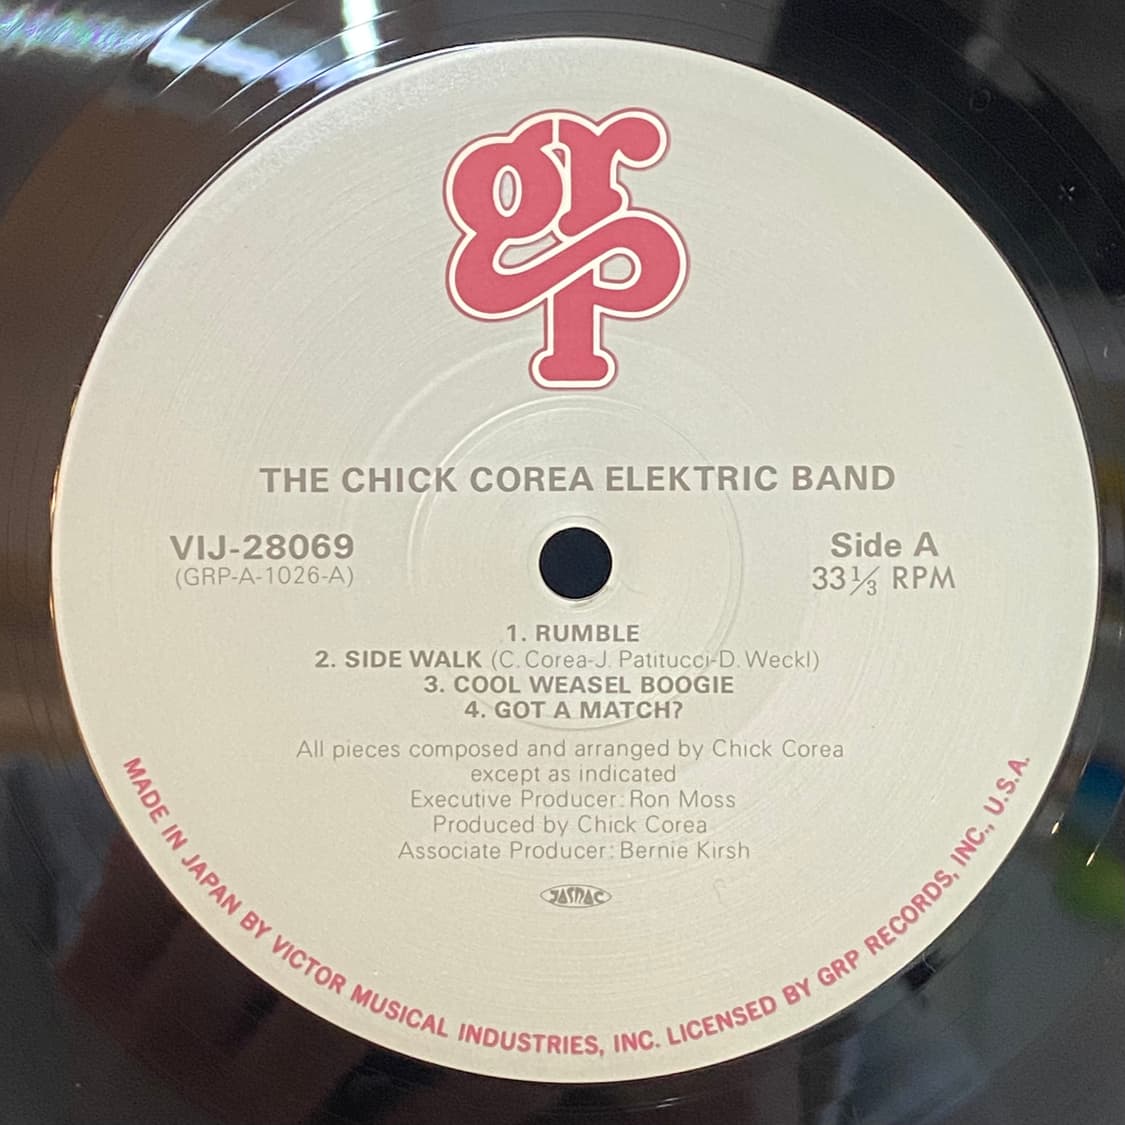 grp
THE CHICK COREA ELEKTRIC BAND
VIJ-28069
(GRP-A-1026-A)
Side A
33 1/3 RPM
1. RUMBLE
2. SIDE WALK (C. Corea-J. Patitucci-D. Weckl)
3. COOL WEASEL BOOGIE
4. GOT A MATCH?
All pieces composed and arranged by Chick Corea
except as indicated
Executive Producer: Ron Moss
Produced by Chick Corea
Associate Producer: Bernie Kirsh
JASRAC
MADE IN JAPAN BY VICTOR MUSICAL INDUSTRIES, INC. LICENSED BY GRP RECORDS, INC., U.S.A.